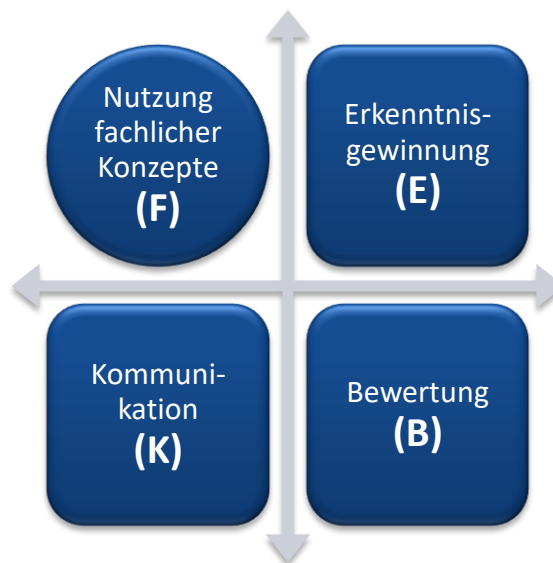 Nutzung
fachlicher
Konzepte
(F)
Erkenntnis-
gewinnung
(E)
Kommuni-
kation
(K)
Bewertung
(B)